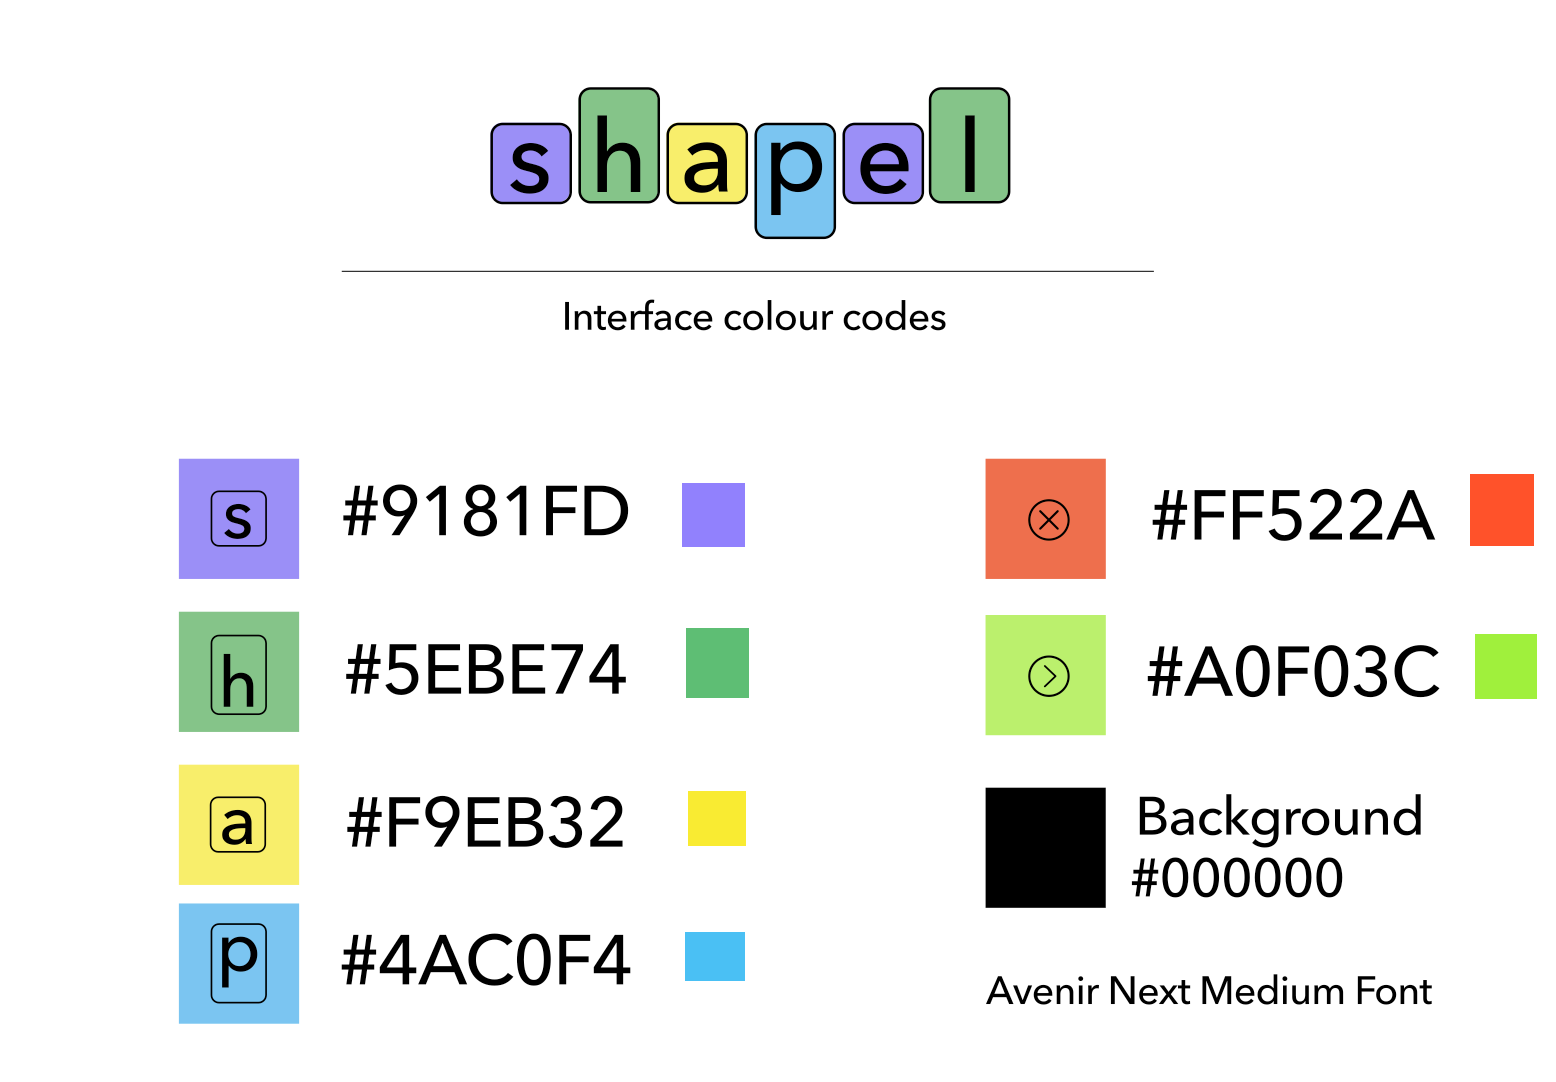 shapel
Interface colour codes
s #9181FD
h #5EBE74
a #F9EB32
p #4AC0F4
#FF522A
#A0F03C
Background
#000000
Avenir Next Medium Font